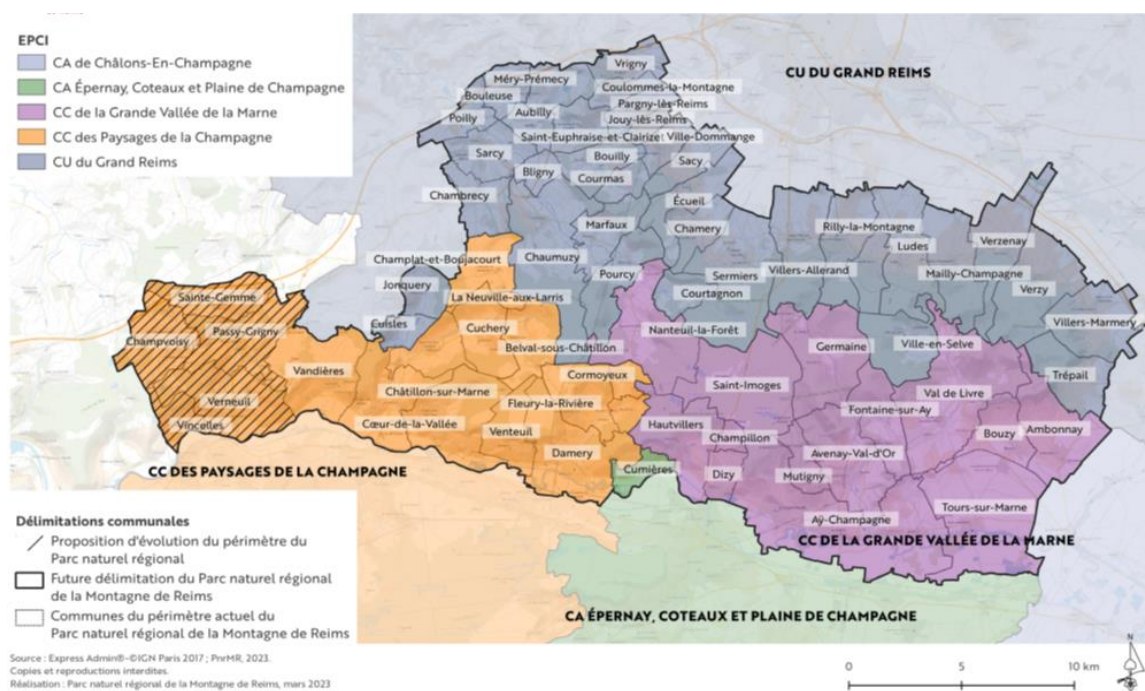 EPCI
CA de Châlons-En-Champagne
CA Épernay, Coteaux et Plaine de Champagne
CC de la Grande Vallée de la Marne
CC des Paysages de la Champagne
CU du Grand Reims
CU DU GRAND REIMS
Vrigny
Méry-Prémecy
Coulommes-la-Montagne
Bouleuse
Pargny-lès-Reims
Aubilly
Poilly
Jouy-lès-Reims
Saint-Euphraise-et-Clairizet
Ville-Dommange
Sarcy
Bouilly
Sacy
Bligny
Courmas
Chambrecy
Écueil
Marfaux
Chamery
Rilly-la-Montagne
Verzenay
Ludes
Champlat-et-Boujacourt
Chaumuzy
Pourcy
Sermiers
Villers-Allerand
Mailly-Champagne
Jonquery
Verzy
Sainte-Gemme
La Neuville-aux-Larris
Courtagnon
Cuisles
Passy-Grigny
Cuchery
Nanteuil-la-Forêt
Villers-Marmery
Champvoisy
Belval-sous-Châtillon
Germaine
Ville-en-Selve
Vandières
Cormoyeux
Trépail
Châtillon-sur-Marne
Saint-Imoges
Val de Livre
Verneuil
Fleury-la-Rivière
Fontaine-sur-Ay
Vincelles
Cœur-de-la-Vallée
Venteuil
Hautvillers
Champillon
Bouzy
Ambonnay
Damery
Avenay-Val-d'Or
CC DES PAYSAGES DE LA CHAMPAGNE
Cumières
Dizy
Mutigny
Tours-sur-Marne
Aÿ-Champagne
CC DE LA GRANDE VALLÉE DE LA MARNE
CA ÉPERNAY, COTEAUX ET PLAINE DE CHAMPAGNE
Délimitations communales
Proposition d'évolution du périmètre du
Parc naturel régional
Future délimitation du Parc naturel régional
de la Montagne de Reims
Communes du périmètre actuel du
Parc naturel régional de la Montagne de Reims
Source : Express Admin®-©IGN Paris 2017 ; PnrMR, 2023.
Copies et reproductions interdites.
Réalisation : Parc naturel régional de la Montagne de Reims, mars 2023
N
0 5 10 km